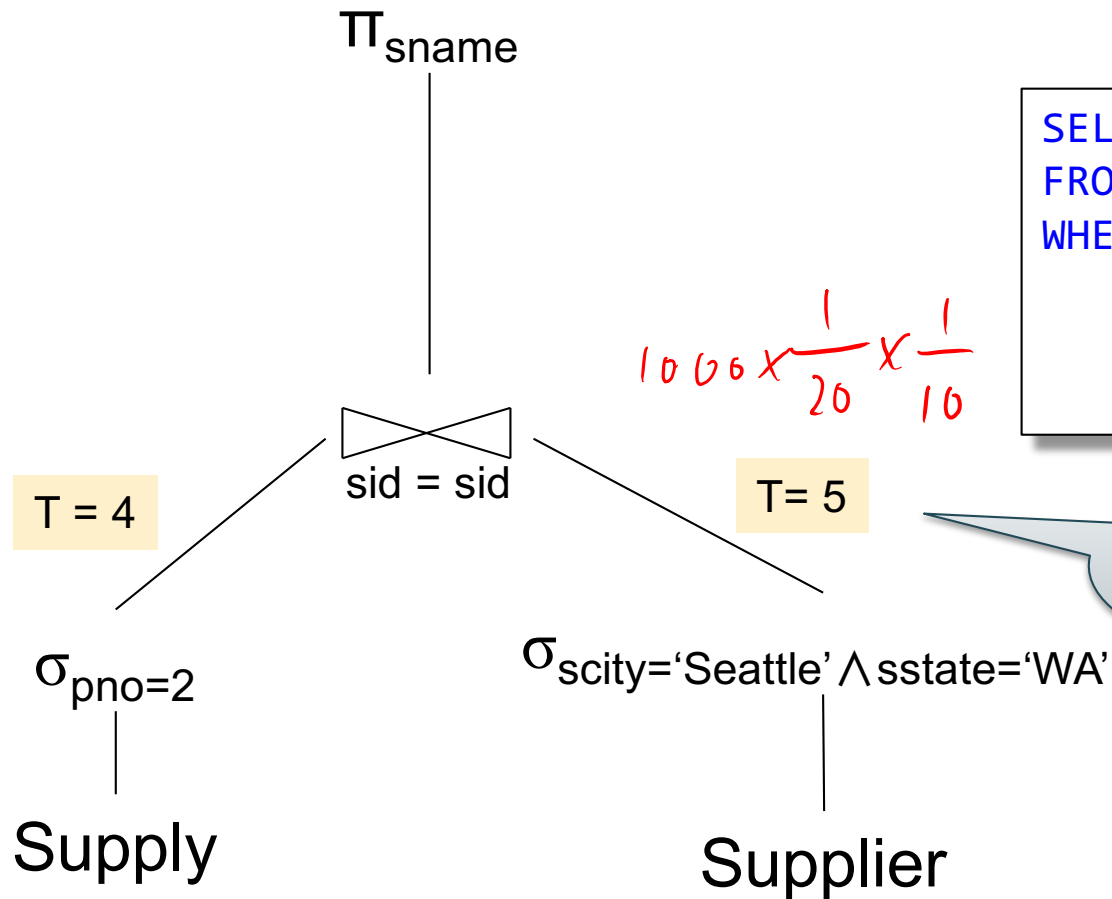 π sname
SEL
FRO
WHE
1000 x 1/20 x 1/10
sid = sid
T = 4
T= 5
σ pno=2
σ scity=‘Seattle’ ∧ sstate=‘WA’
Supply
Supplier